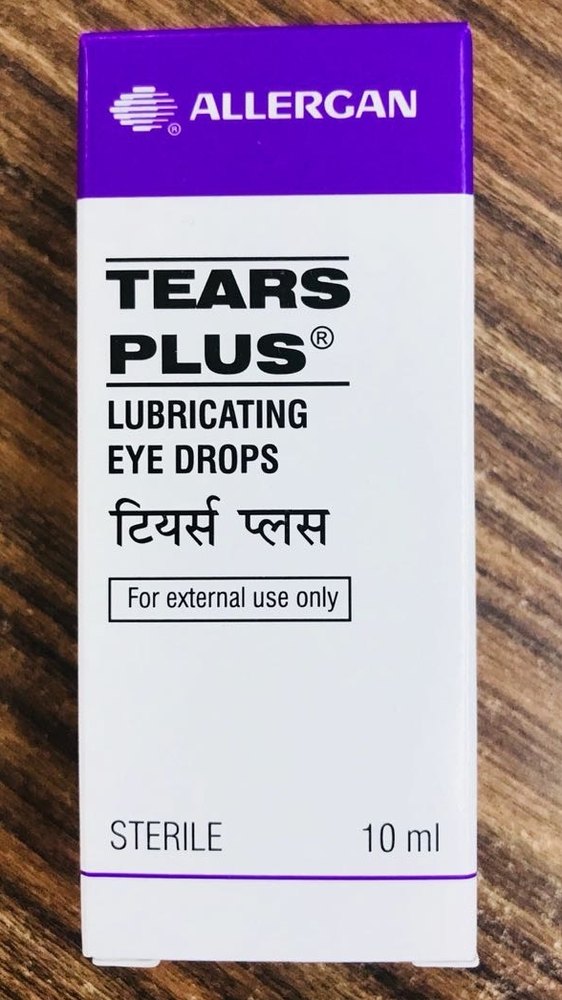 ALLERGAN
®
TEARS
PLUS®
LUBRICATING
EYE DROPS
टियर्स प्लस
For external use only
STERILE 10 ml